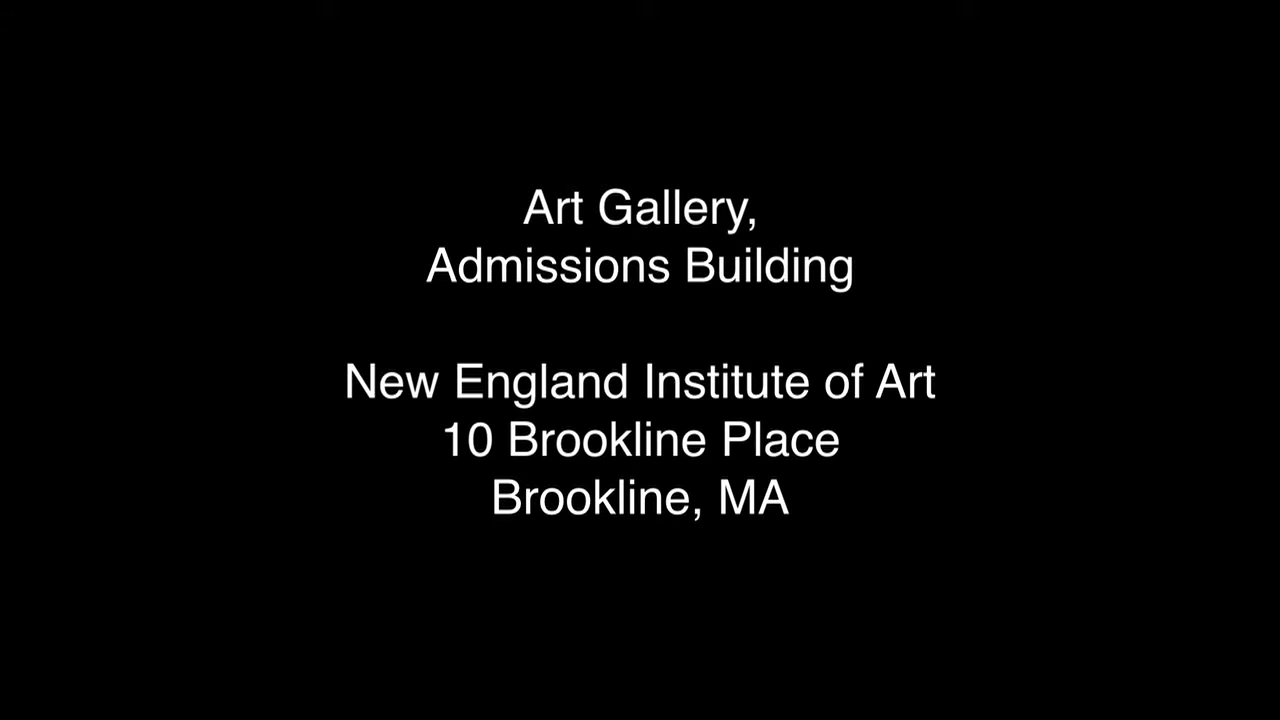 Art Gallery,
Admissions Building
New England Institute of Art
10 Brookline Place
Brookline, MA